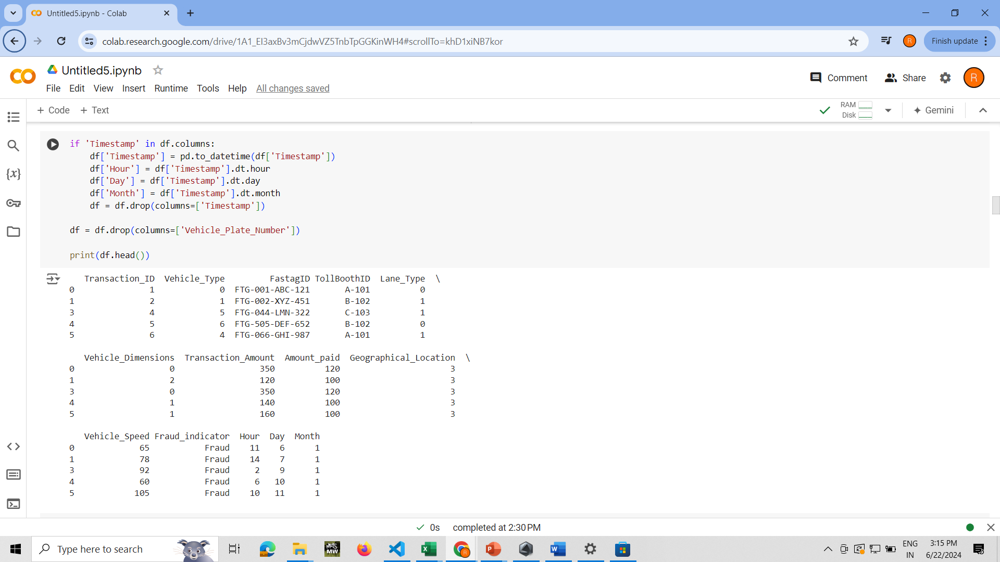 Untitled5.ipynb - Colab
colab.research.google.com/drive/1A1_EI3axBv3mCjdwVZ5TnbTpGGKinWH4#scrollTo=khD1xiNB7kor
R
Finish update
Untitled5.ipynb
File Edit View Insert Runtime Tools Help All changes saved
Comment
Share
R
+ Code + Text
RAM
Disk
Gemini
{x}
if 'Timestamp' in df.columns:
    df['Timestamp'] = pd.to_datetime(df['Timestamp'])
    df['Hour'] = df['Timestamp'].dt.hour
    df['Day'] = df['Timestamp'].dt.day
    df['Month'] = df['Timestamp'].dt.month
    df = df.drop(columns=['Timestamp'])
df = df.drop(columns=['Vehicle_Plate_Number'])
print(df.head())
Transaction_ID Vehicle_Type FastagID TollBoothID Lane_Type \
0 1 0 FTG-001-ABC-121 A-101 0
1 2 1 FTG-002-XYZ-451 B-102 1
3 4 5 FTG-044-LMN-322 C-103 1
4 5 6 FTG-505-DEF-652 B-102 0
5 6 4 FTG-066-GHI-987 A-101 1
Vehicle_Dimensions Transaction_Amount Amount_paid Geographical_Location \
0 0 350 120 3
1 2 120 100 3
3 0 350 120 3
4 1 140 100 3
5 1 160 100 3
Vehicle_Speed Fraud_indicator Hour Day Month
0 65 Fraud 11 6 1
1 78 Fraud 14 7 1
3 92 Fraud 2 9 1
4 60 Fraud 6 10 1
5 105 Fraud 10 11 1
0s completed at 2:30 PM
Type here to search
ENG
IN
3:15 PM
6/22/2024